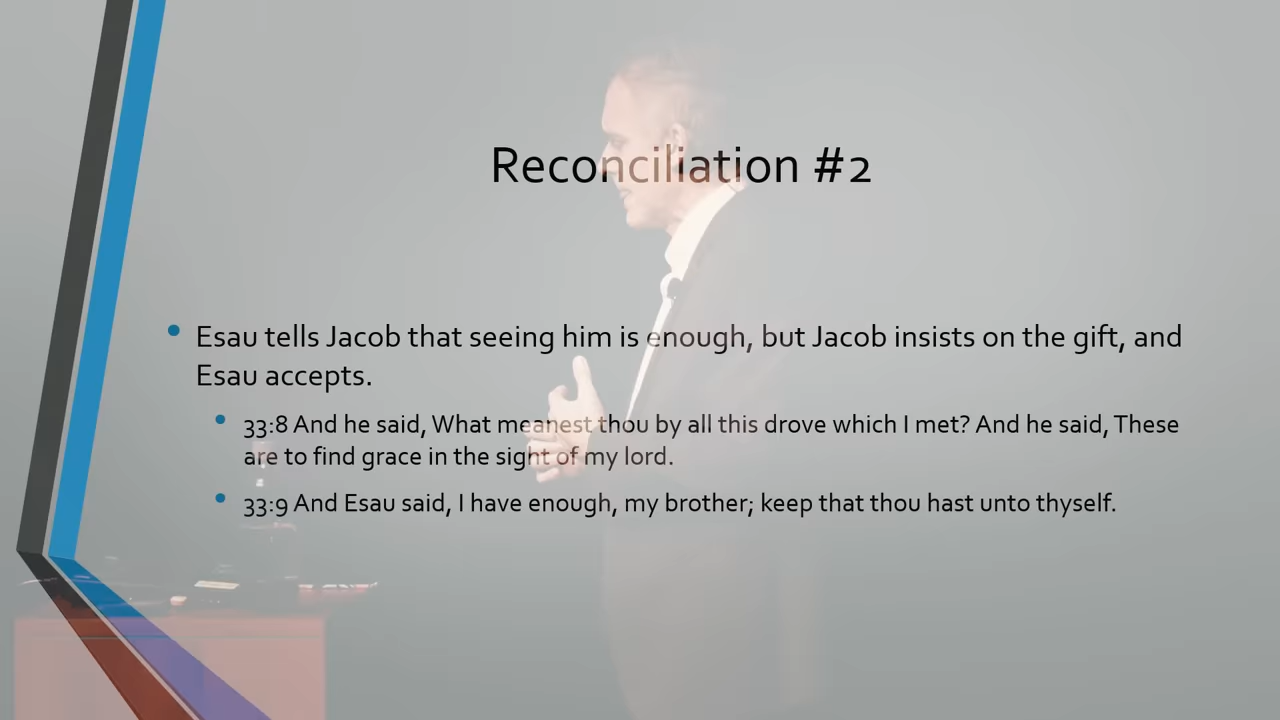 Reconciliation #2
• Esau tells Jacob that seeing him is enough, but Jacob insists on the gift, and
Esau accepts.
• 33:8 And he said, What meanest thou by all this drove which I met? And he said, These
are to find grace in the sight of my lord.
• 33:9 And Esau said, I have enough, my brother; keep that thou hast unto thyself.